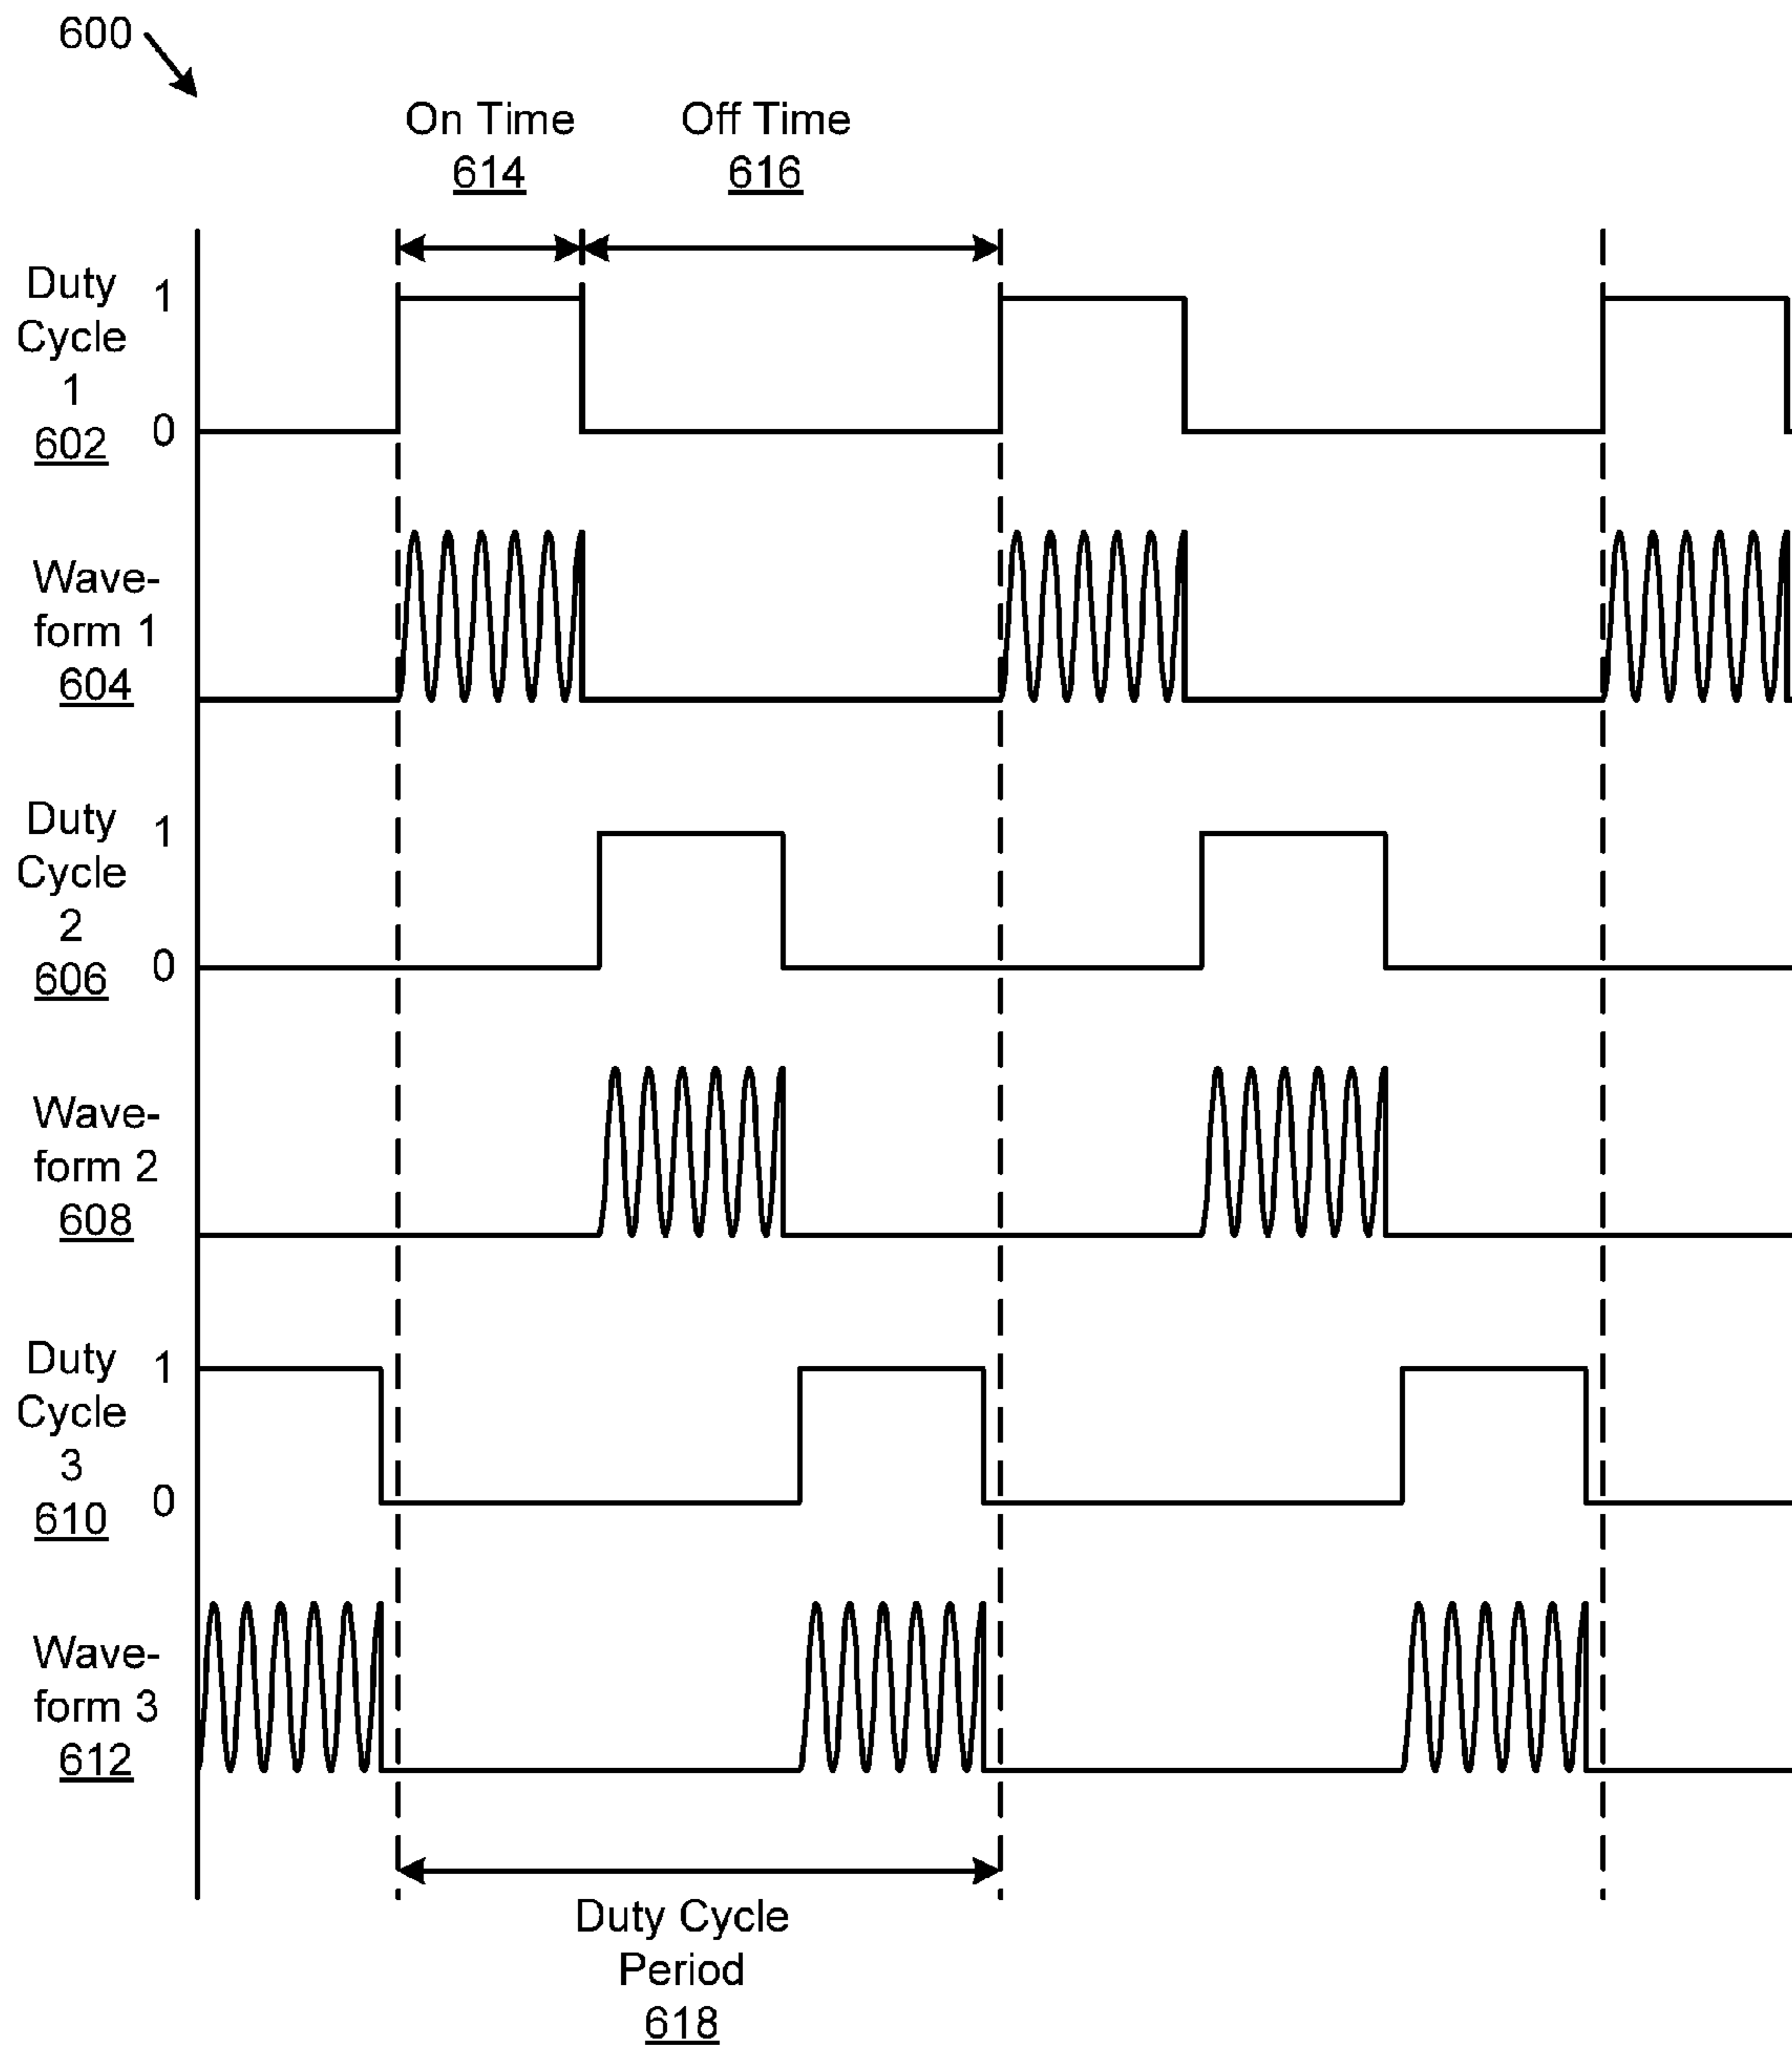 600
On Time
614
Off Time
616
Duty
Cycle
1
602
1
0
Wave-
form 1
604
Duty
Cycle
2
606
1
0
Wave-
form 2
608
Duty
Cycle
3
610
1
0
Wave-
form 3
612
Duty Cycle
Period
618